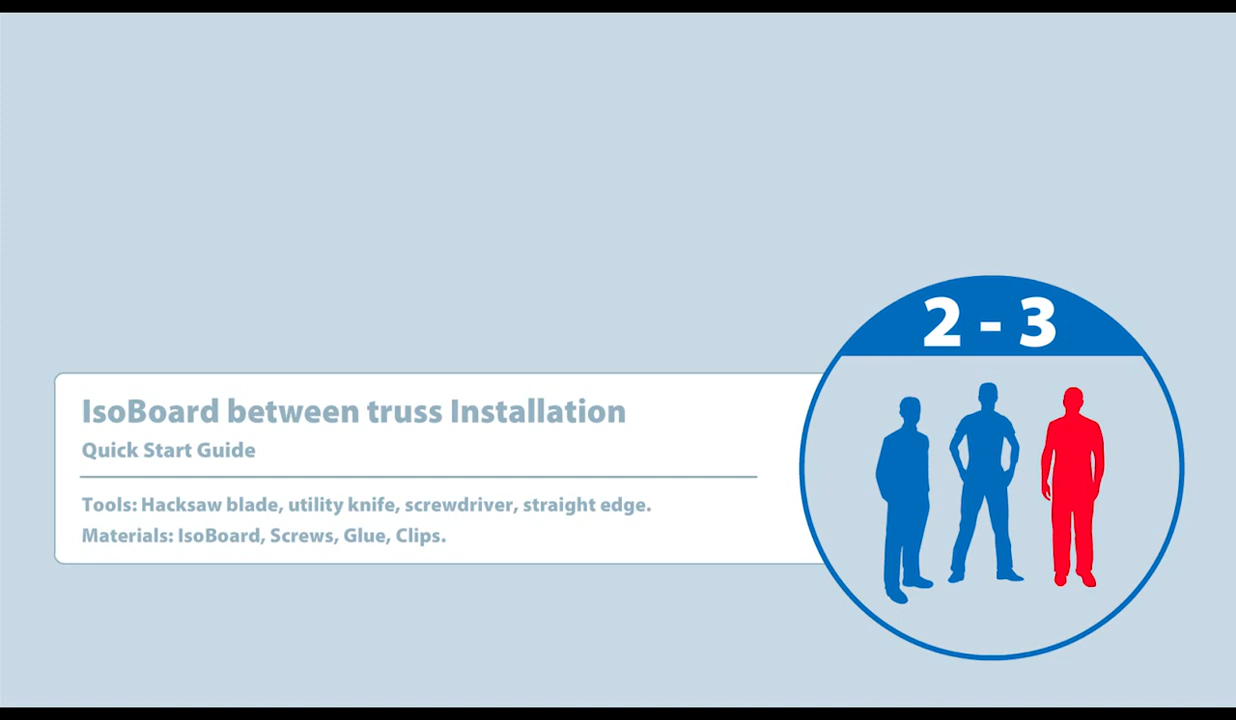 2 - 3
IsoBoard between truss Installation
Quick Start Guide
Tools: Hacksaw blade, utility knife, screwdriver, straight edge.
Materials: IsoBoard, Screws, Glue, Clips.